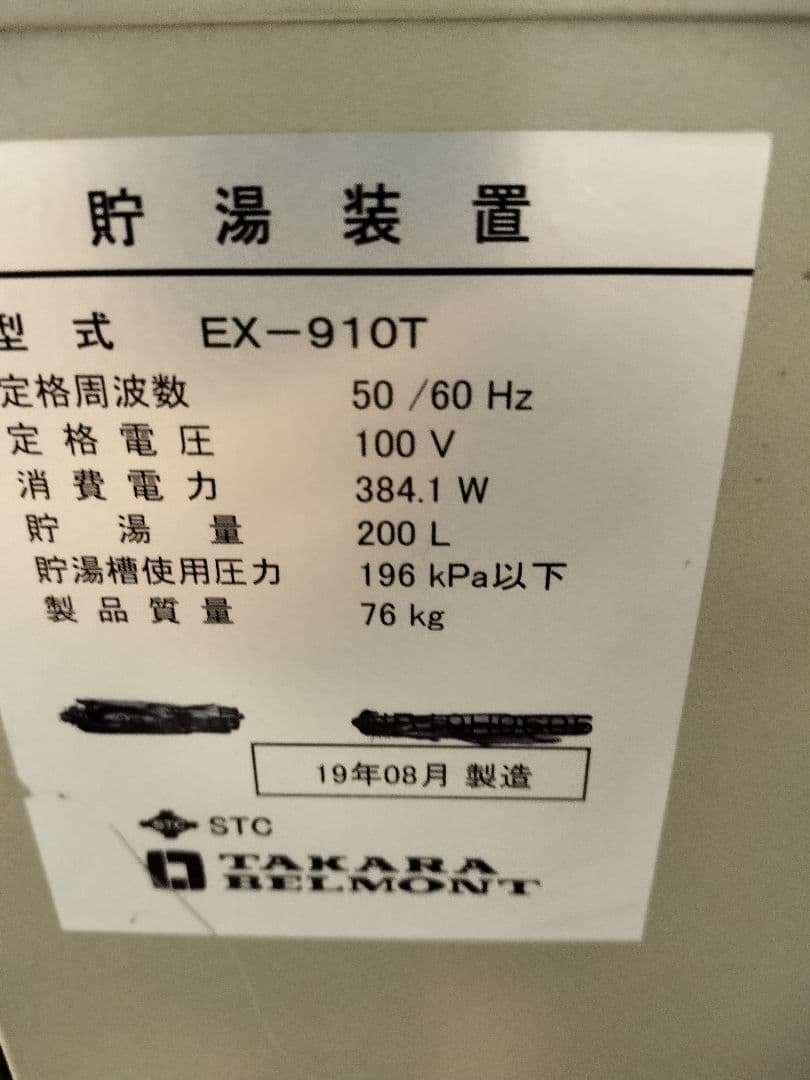 貯湯装置
型式 EX-910T
定格周波数 50/60 Hz
定格電圧 100 V
消費電力 384.1 W
貯湯量 200 L
貯湯槽使用圧力 196 kPa以下
製品質量 76 kg
19年08月 製造
STC
TAKARA
BELMONT